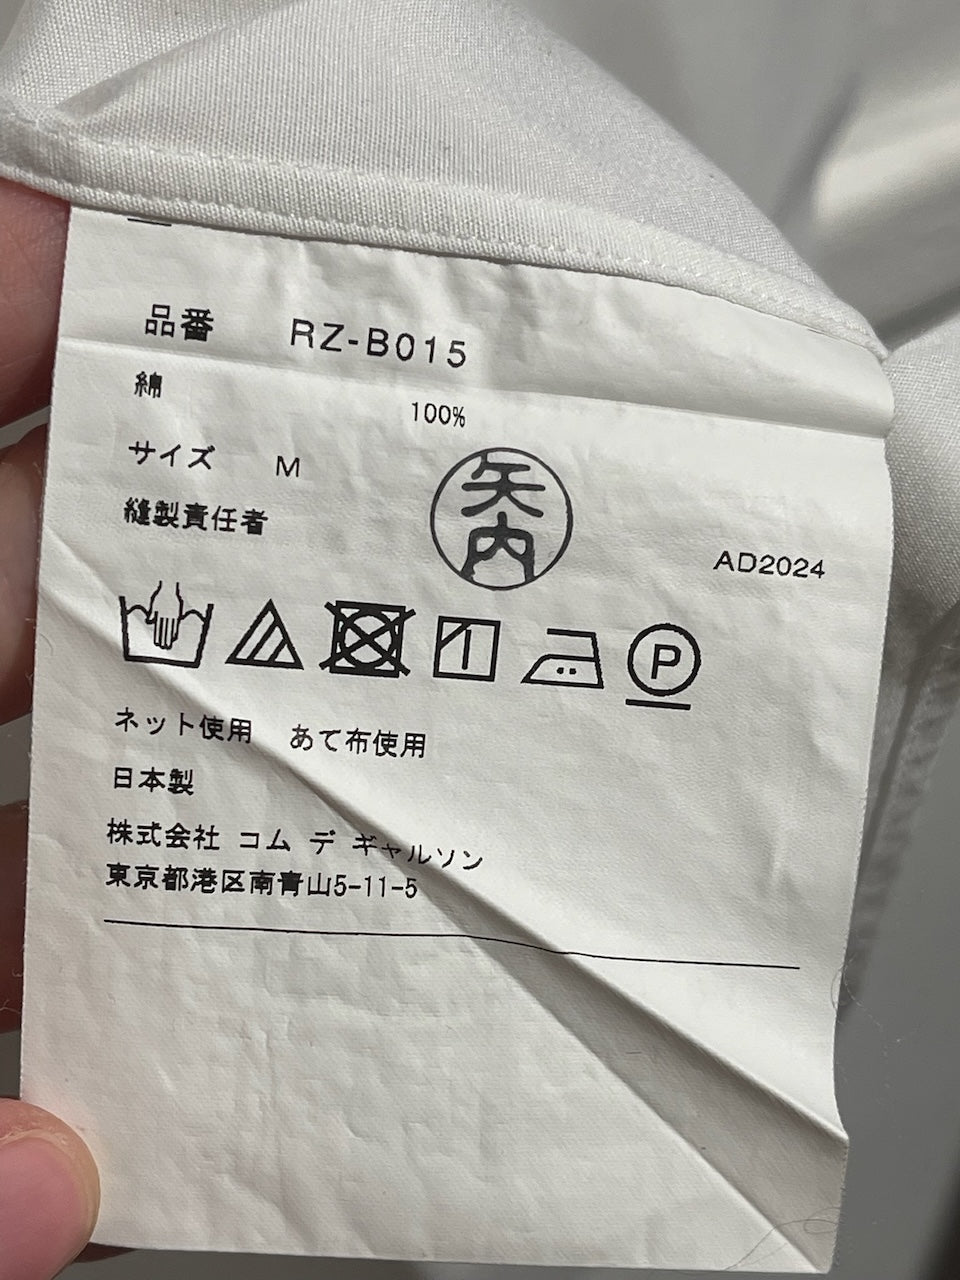 品番 RZ-B015
綿 100%
サイズ M
縫製責任者 矢内
AD2024
P
ネット使用 あて布使用
日本製
株式会社 コム デ ギャルソン
東京都港区南青山5-11-5